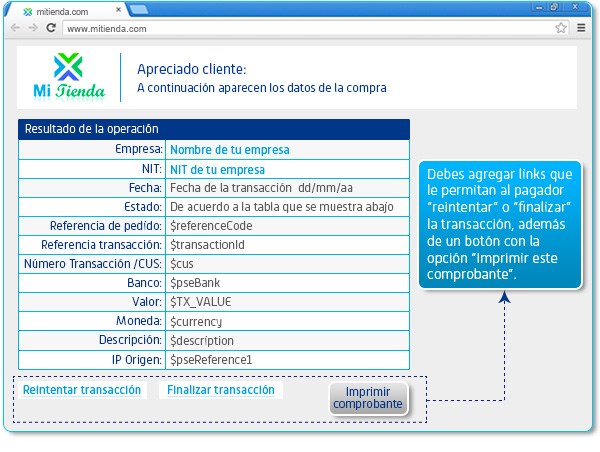 mitienda.com
www.mitienda.com
Mi Tienda
Apreciado cliente:
A continuación aparecen los datos de la compra
Resultado de la operación
Empresa: Nombre de tu empresa
NIT: NIT de tu empresa
Fecha: Fecha de la transacción dd/mm/aa
Estado: De acuerdo a la tabla que se muestra abajo
Referencia de pedido: $referenceCode
Referencia transacción: $transactionId
Número Transacción /CUS: $cus
Banco: $pseBank
Valor: $TX_VALUE
Moneda: $currency
Descripción: $description
IP Origen: $pseReference1
Reintentar transacción Finalizar transacción
Imprimir
comprobante
Debes agregar links que
le permitan al pagador
“reintentar” o “finalizar”
la transacción, además
de un botón con la
opción “Imprimir este
comprobante”.